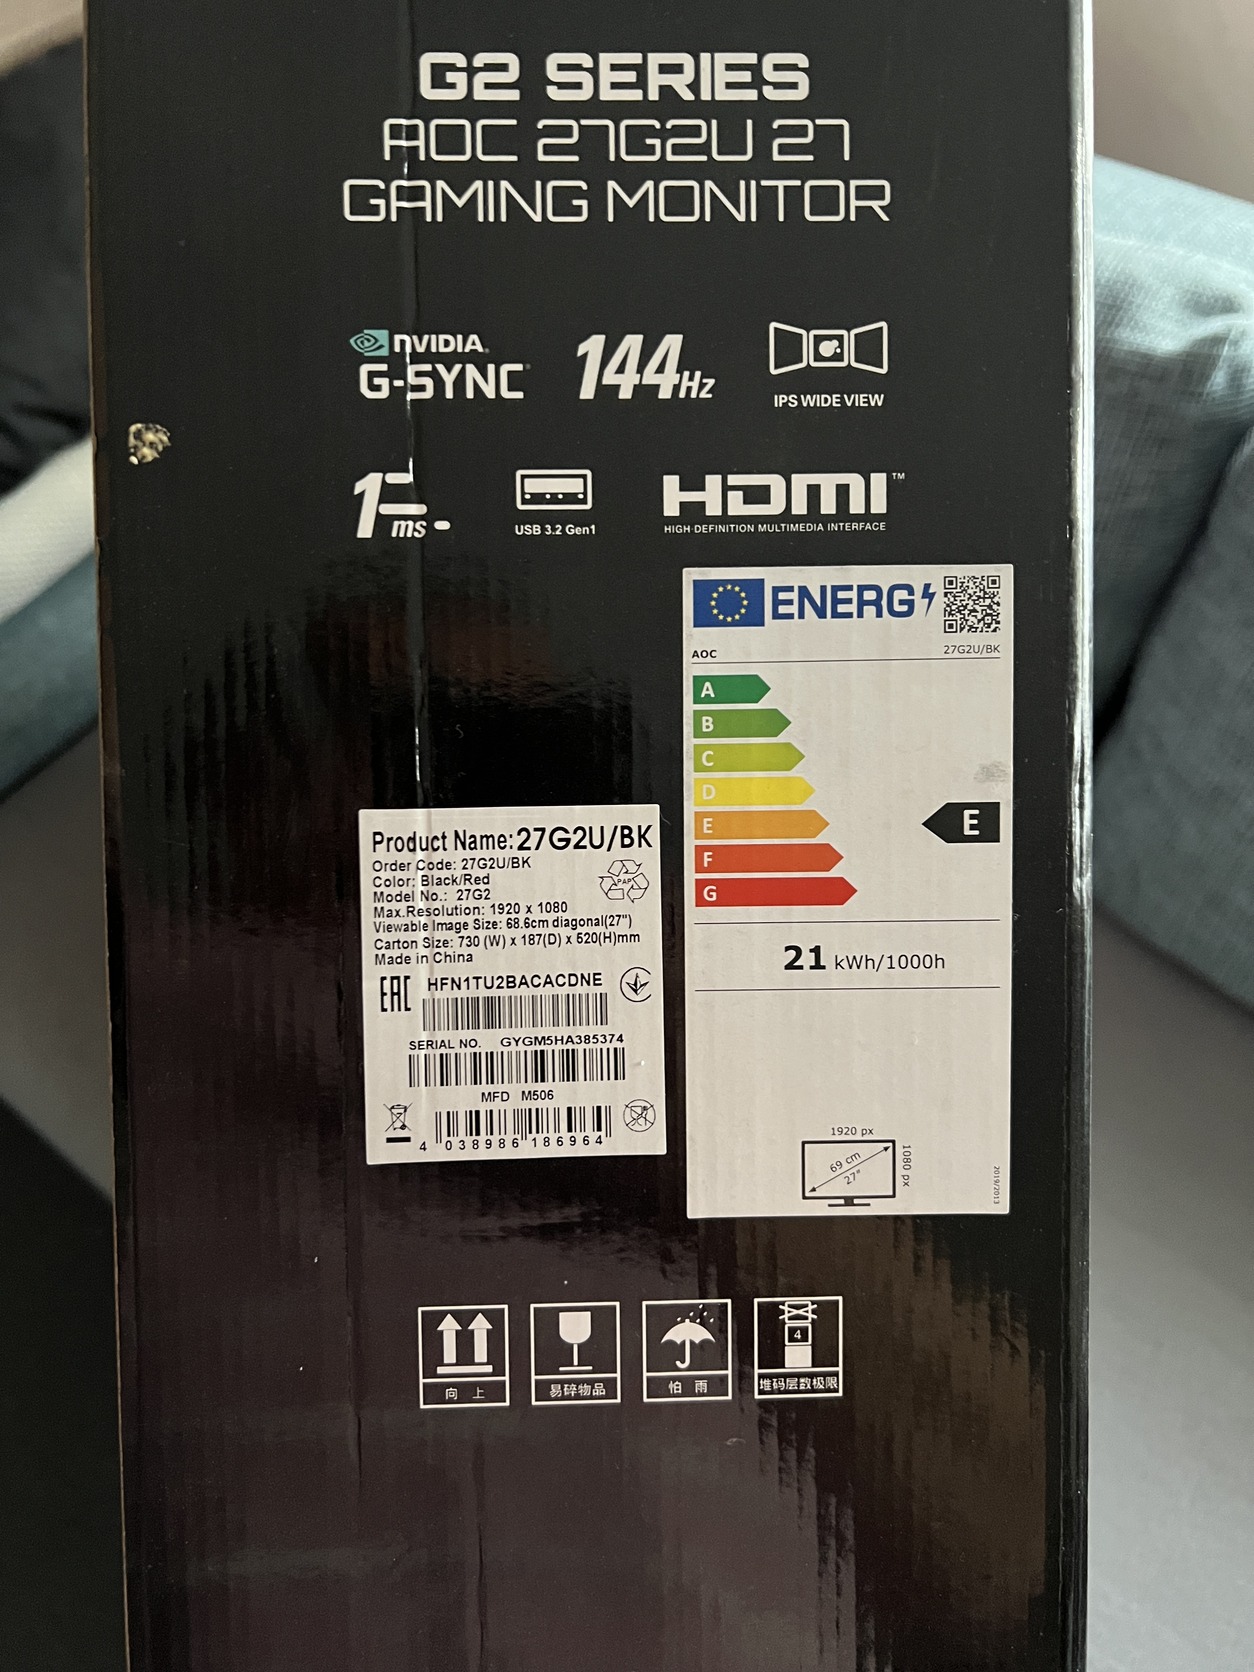 G2 SERIES
AOC 27G2U 27
GAMING MONITOR
NVIDIA
G-SYNC
144Hz
IPS WIDE VIEW
1ms
USB 3.2 Gen1
HDMI™
HIGH-DEFINITION MULTIMEDIA INTERFACE
ENERG
AOC 27G2U/BK
A
B
C
D
E
F
G
E
21 kWh/1000h
1920 px
1080 px
69 cm
27"
2019/2013
Product Name:27G2U/BK
Order Code: 27G2U/BK
Color: Black/Red
Model No.: 27G2
Max.Resolution: 1920 x 1080
Viewable Image Size: 68.6cm diagonal(27")
Carton Size: 730 (W) x 187(D) x 520(H)mm
Made in China
PAP
EAC HFN1TU2BACACDNE
SERIAL NO. GYGM5HA385374
MFD M506
4 038986 186964
4
向 上
易碎物品
怕 雨
堆码层数极限